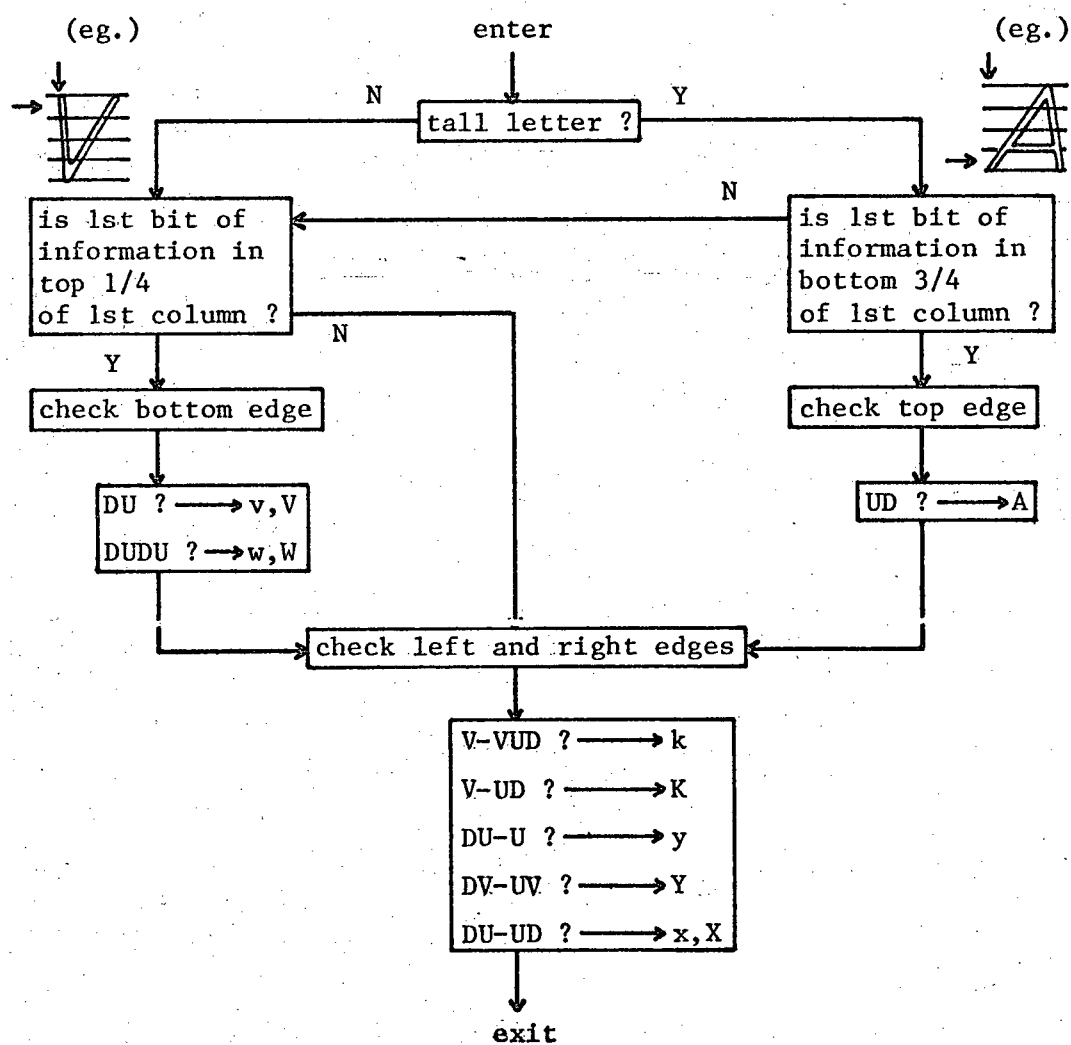 (eg.)
enter
(eg.)
N
Y
tall letter ?
N
is 1st bit of
information in
top 1/4
of 1st column ?
is 1st bit of
information in
bottom 3/4
of 1st column ?
N
Y
Y
check bottom edge
check top edge
DU ? → v,V
DUDU ? → w,W
UD ? → A
check left and right edges
V-VUD ? → k
V-UD ? → K
DU-U ? → y
DV-UV ? → Y
DU-UD ? → x,X
exit